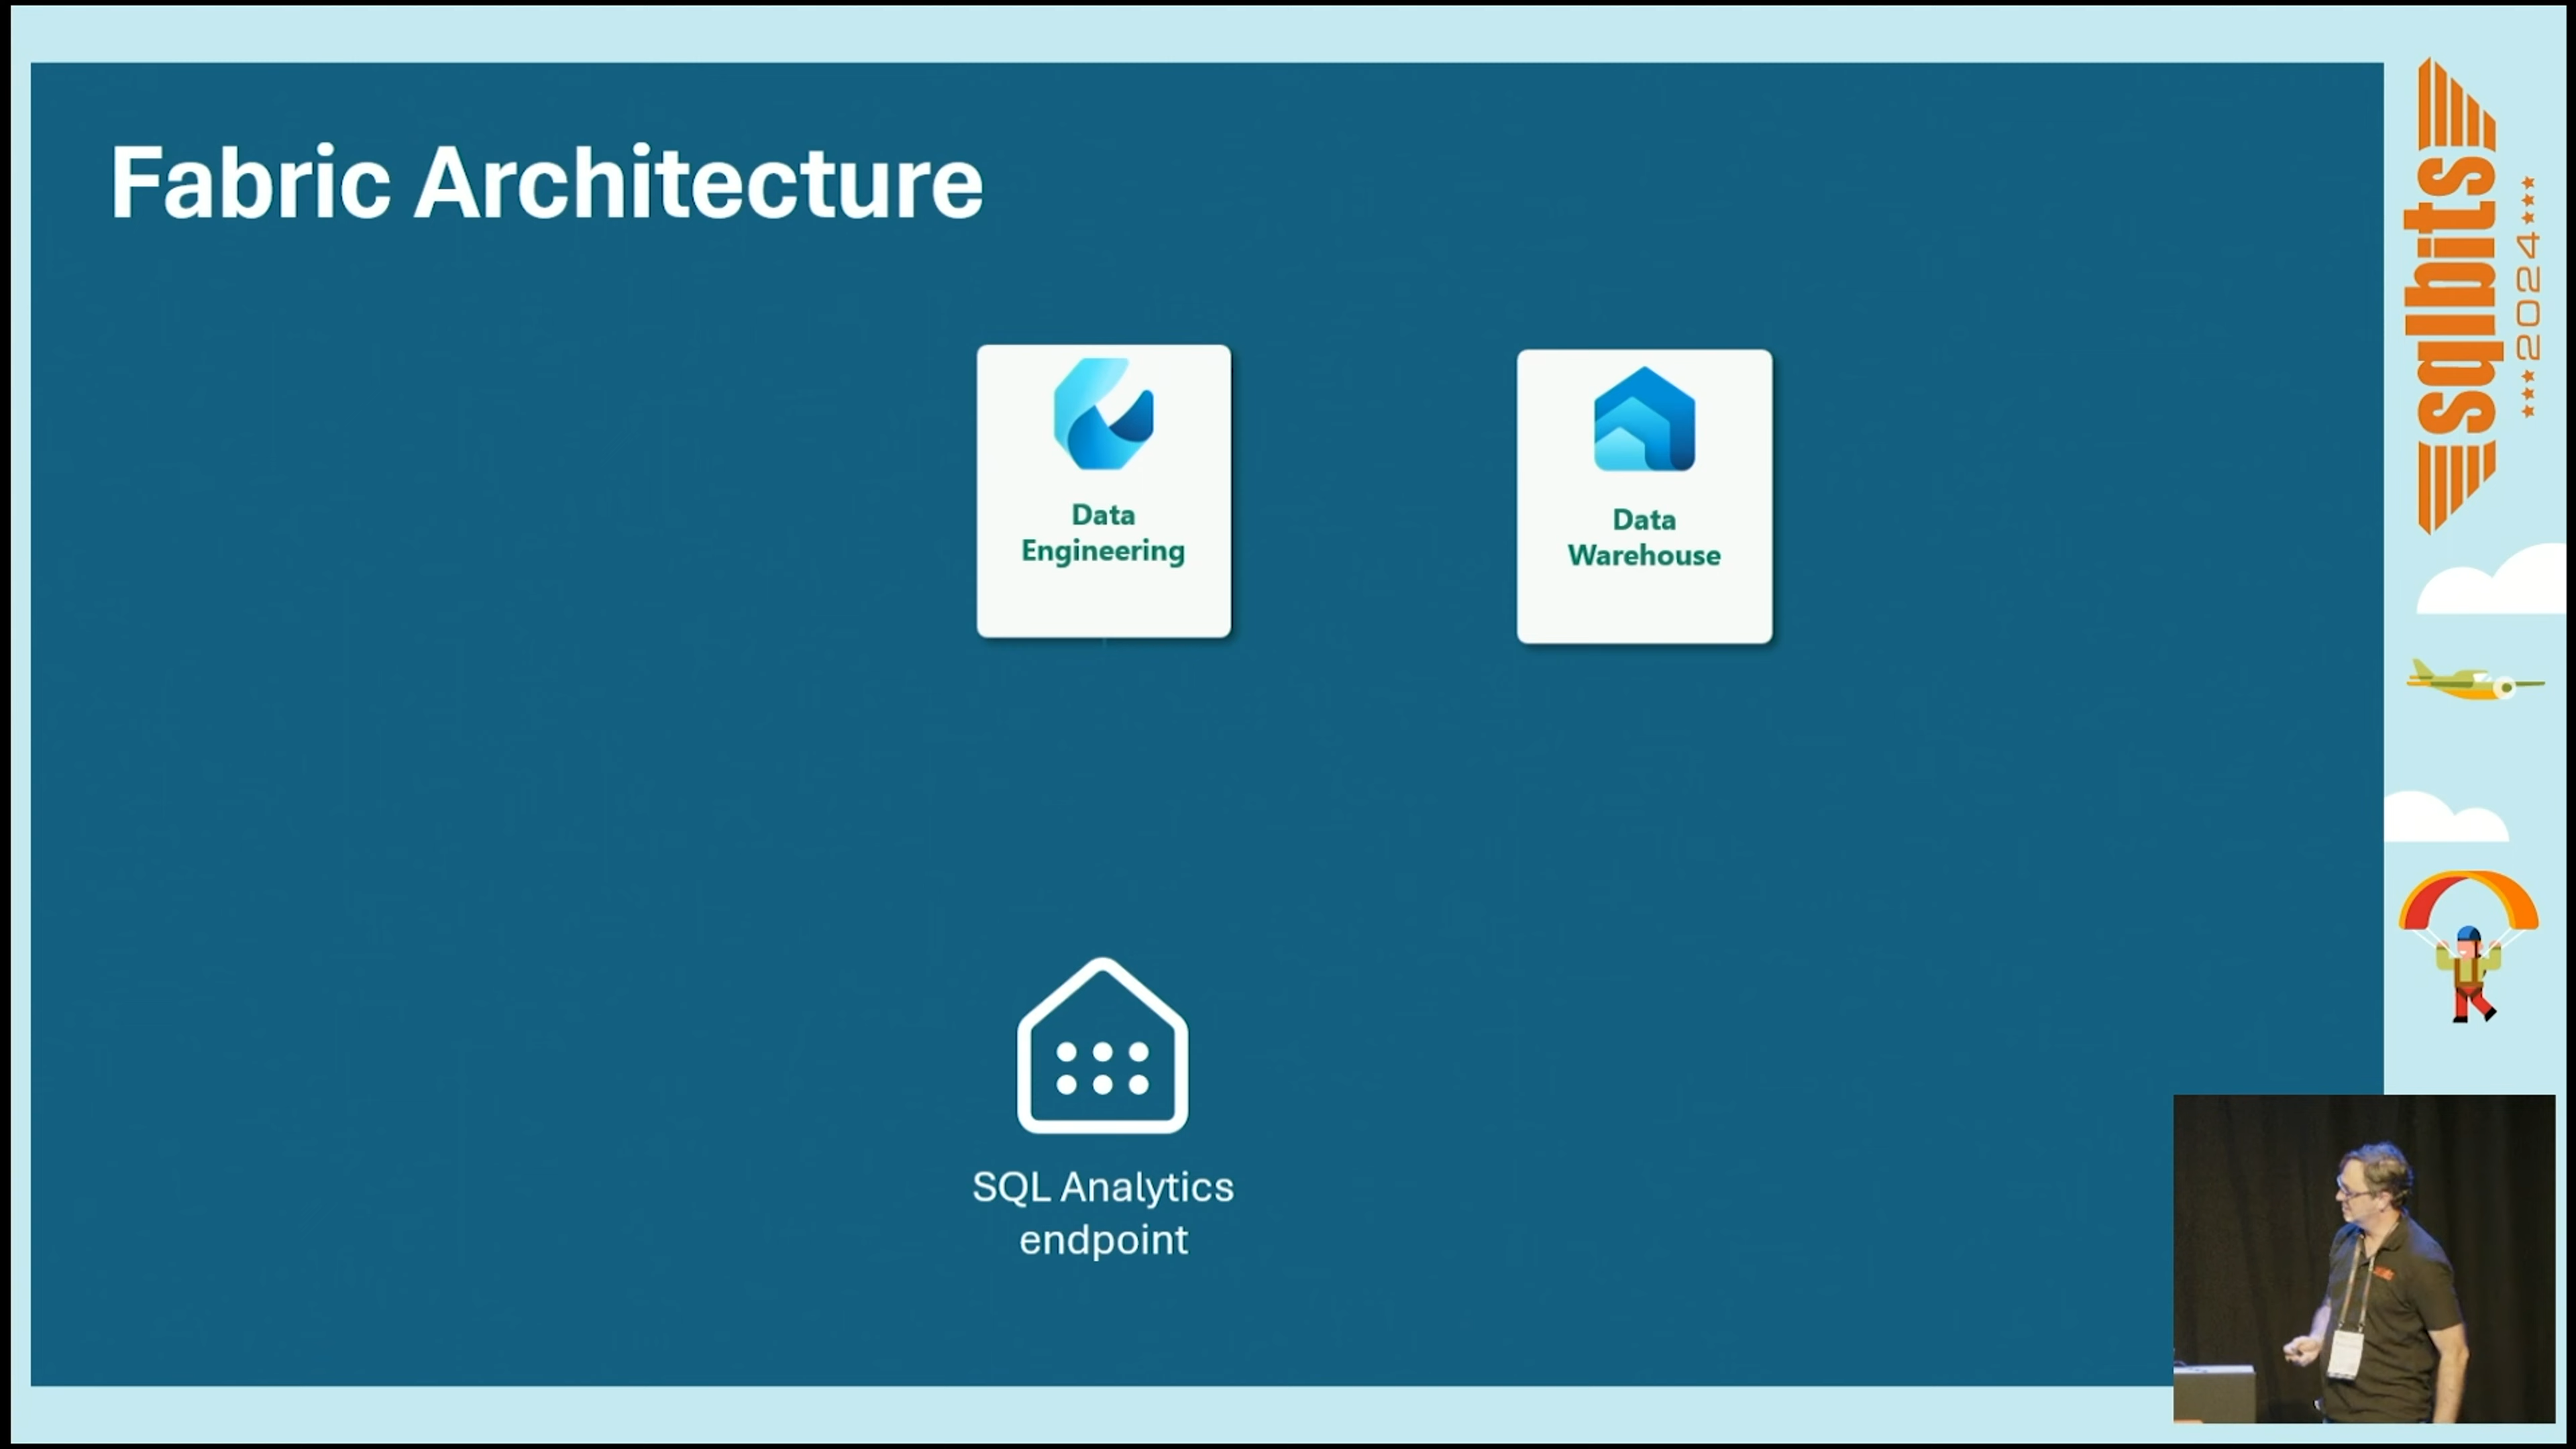 Fabric Architecture
Data
Engineering
Data
Warehouse
SQL Analytics
endpoint
sqlbits
2024